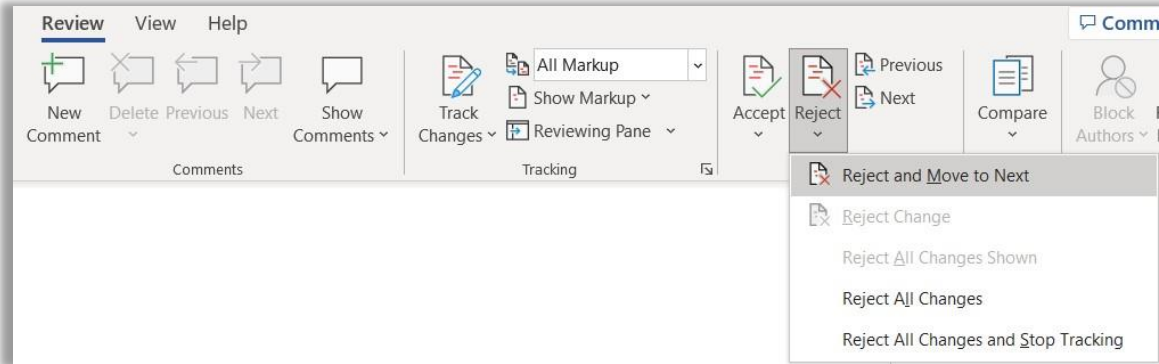 Review View Help Comm
All Markup
Show Markup
Reviewing Pane
Previous
Next
New Comment
Delete
Previous
Next
Show Comments
Track Changes
Accept
Reject
Compare
Block Authors
Comments
Tracking
Reject and Move to Next
Reject Change
Reject All Changes Shown
Reject All Changes
Reject All Changes and Stop Tracking